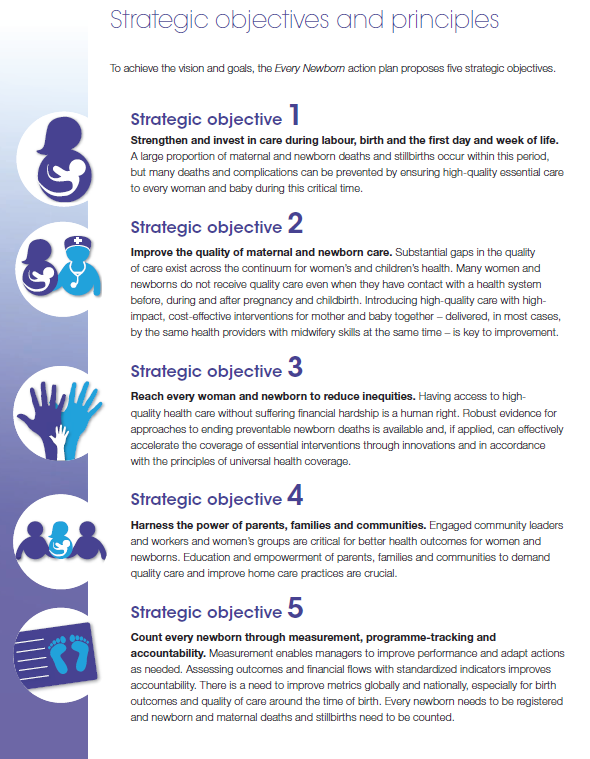 Strategic objectives and principles
To achieve the vision and goals, the Every Newborn action plan proposes five strategic objectives.
Strategic objective 1
Strengthen and invest in care during labour, birth and the first day and week of life.
A large proportion of maternal and newborn deaths and stillbirths occur within this period,
but many deaths and complications can be prevented by ensuring high-quality essential care
to every woman and baby during this critical time.
Strategic objective 2
Improve the quality of maternal and newborn care. Substantial gaps in the quality
of care exist across the continuum for women's and children's health. Many women and
newborns do not receive quality care even when they have contact with a health system
before, during and after pregnancy and childbirth. Introducing high-quality care with high-
impact, cost-effective interventions for mother and baby together – delivered, in most cases,
by the same health providers with midwifery skills at the same time – is key to improvement.
Strategic objective 3
Reach every woman and newborn to reduce inequities. Having access to high-
quality health care without suffering financial hardship is a human right. Robust evidence for
approaches to ending preventable newborn deaths is available and, if applied, can effectively
accelerate the coverage of essential interventions through innovations and in accordance
with the principles of universal health coverage.
Strategic objective 4
Harness the power of parents, families and communities. Engaged community leaders
and workers and women's groups are critical for better health outcomes for women and
newborns. Education and empowerment of parents, families and communities to demand
quality care and improve home care practices are crucial.
Strategic objective 5
Count every newborn through measurement, programme-tracking and
accountability. Measurement enables managers to improve performance and adapt actions
as needed. Assessing outcomes and financial flows with standardized indicators improves
accountability. There is a need to improve metrics globally and nationally, especially for birth
outcomes and quality of care around the time of birth. Every newborn needs to be registered
and newborn and maternal deaths and stillbirths need to be counted.